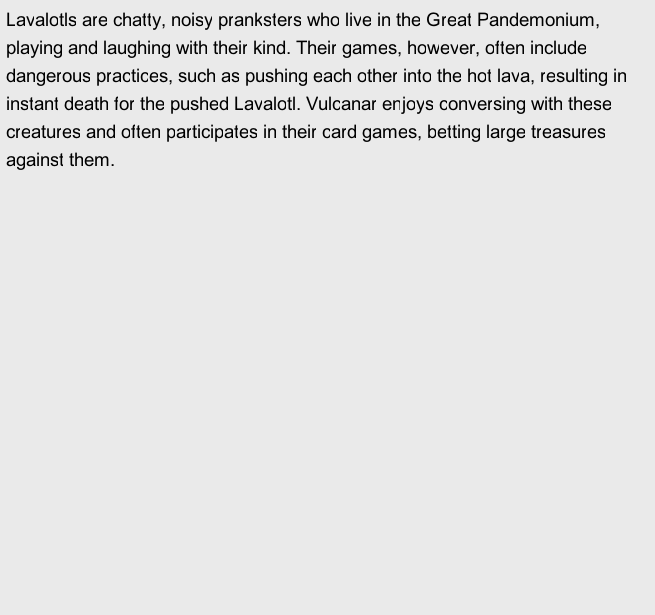 Lavalotls are chatty, noisy pranksters who live in the Great Pandemonium,
playing and laughing with their kind. Their games, however, often include
dangerous practices, such as pushing each other into the hot lava, resulting in
instant death for the pushed Lavalotl. Vulcanar enjoys conversing with these
creatures and often participates in their card games, betting large treasures
against them.